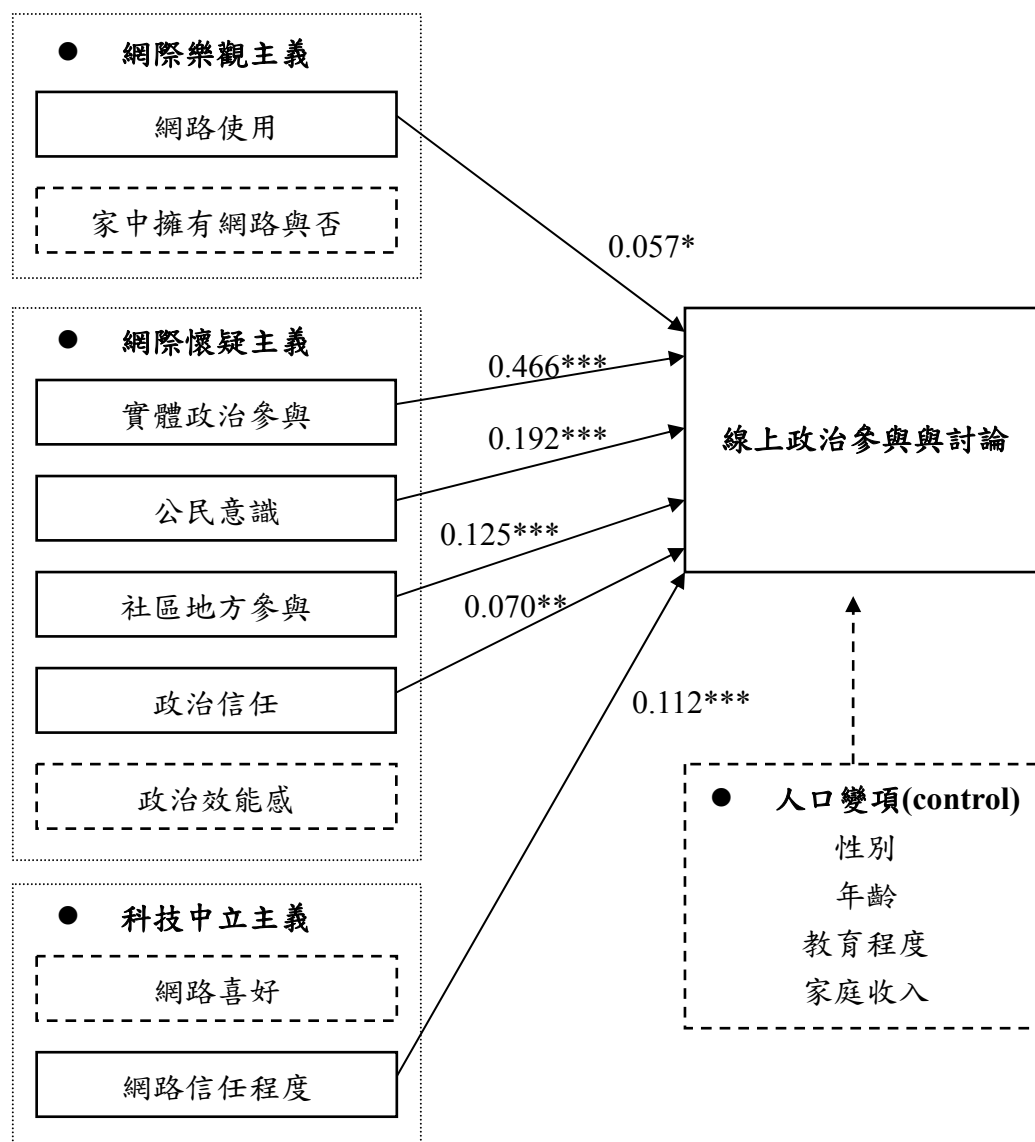 ● 網際樂觀主義
網路使用
家中擁有網路與否
0.057*
● 網際懷疑主義
實體政治參與
0.466***
公民意識
0.192***
社區地方參與
0.125***
政治信任
0.070**
政治效能感
線上政治參與與討論
● 科技中立主義
網路喜好
網路信任程度
0.112***
● 人口變項(control)
性別
年齡
教育程度
家庭收入